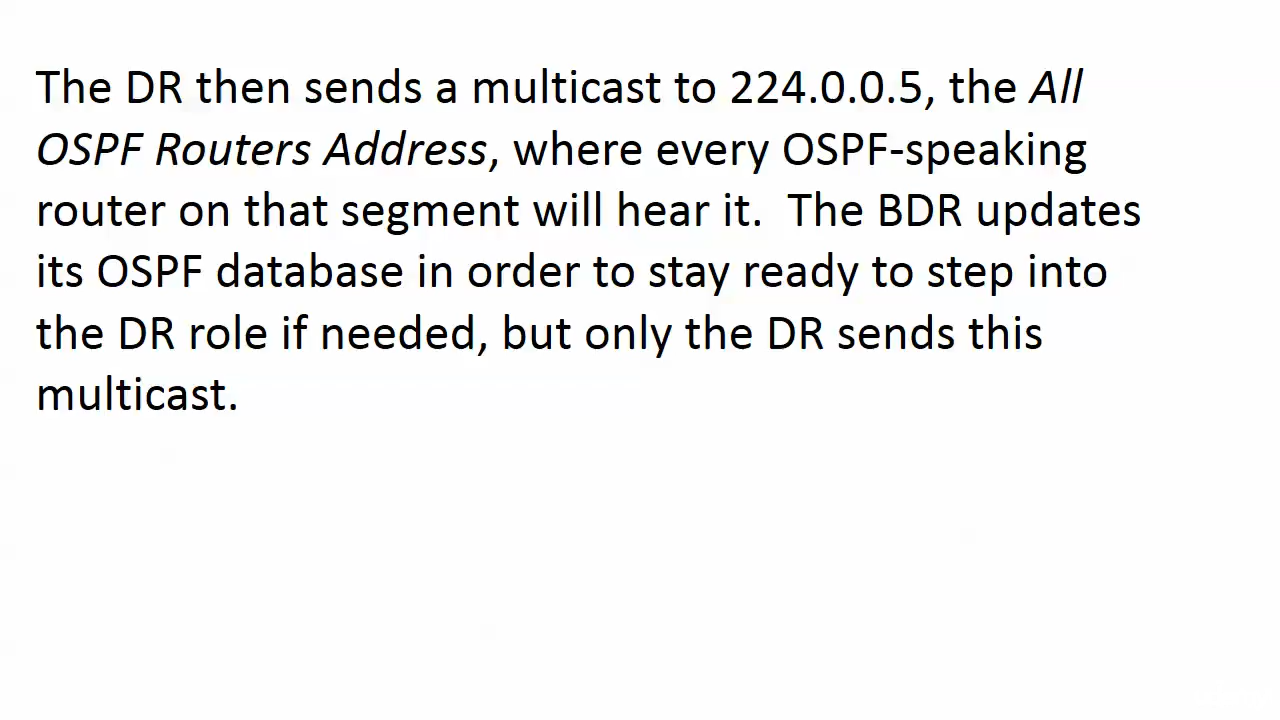 The DR then sends a multicast to 224.0.0.5, the All
OSPF Routers Address, where every OSPF-speaking
router on that segment will hear it.  The BDR updates
its OSPF database in order to stay ready to step into
the DR role if needed, but only the DR sends this
multicast.